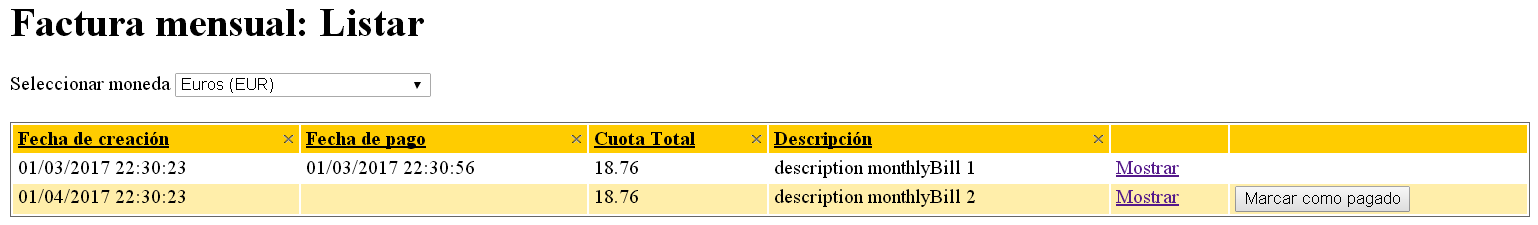 Factura mensual: Listar
Seleccionar moneda Euros (EUR)
Fecha de creación Fecha de pago Cuota Total Descripción
01/03/2017 22:30:23 01/03/2017 22:30:56 18.76 description monthlyBill 1 Mostrar
01/04/2017 22:30:23 18.76 description monthlyBill 2 Mostrar Marcar como pagado